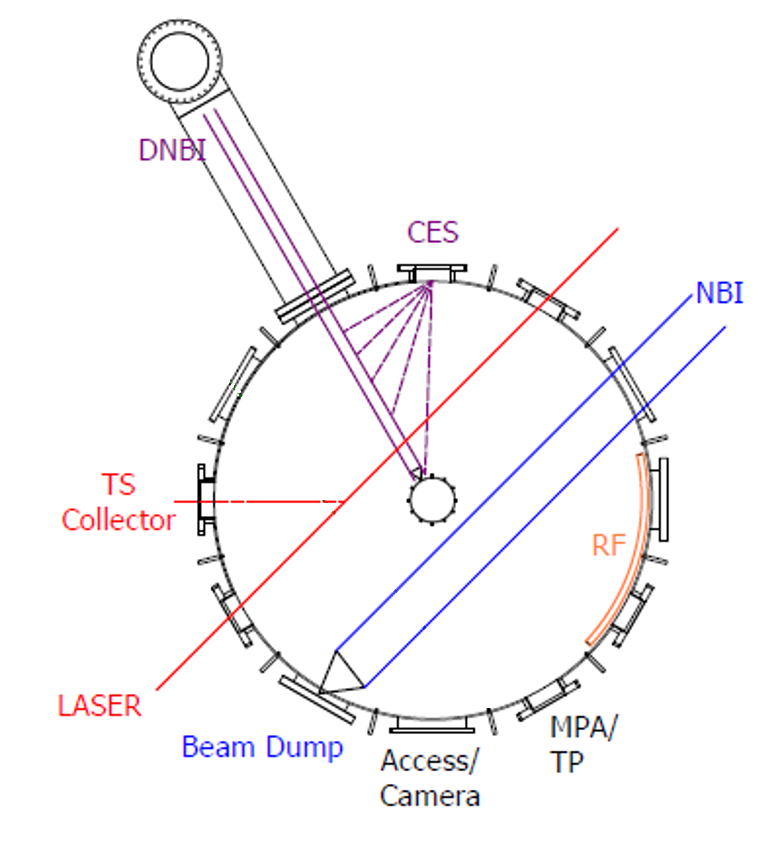 DNBI
CES
NBI
TS
Collector
RF
LASER
Beam Dump
Access/
Camera
MPA/
TP